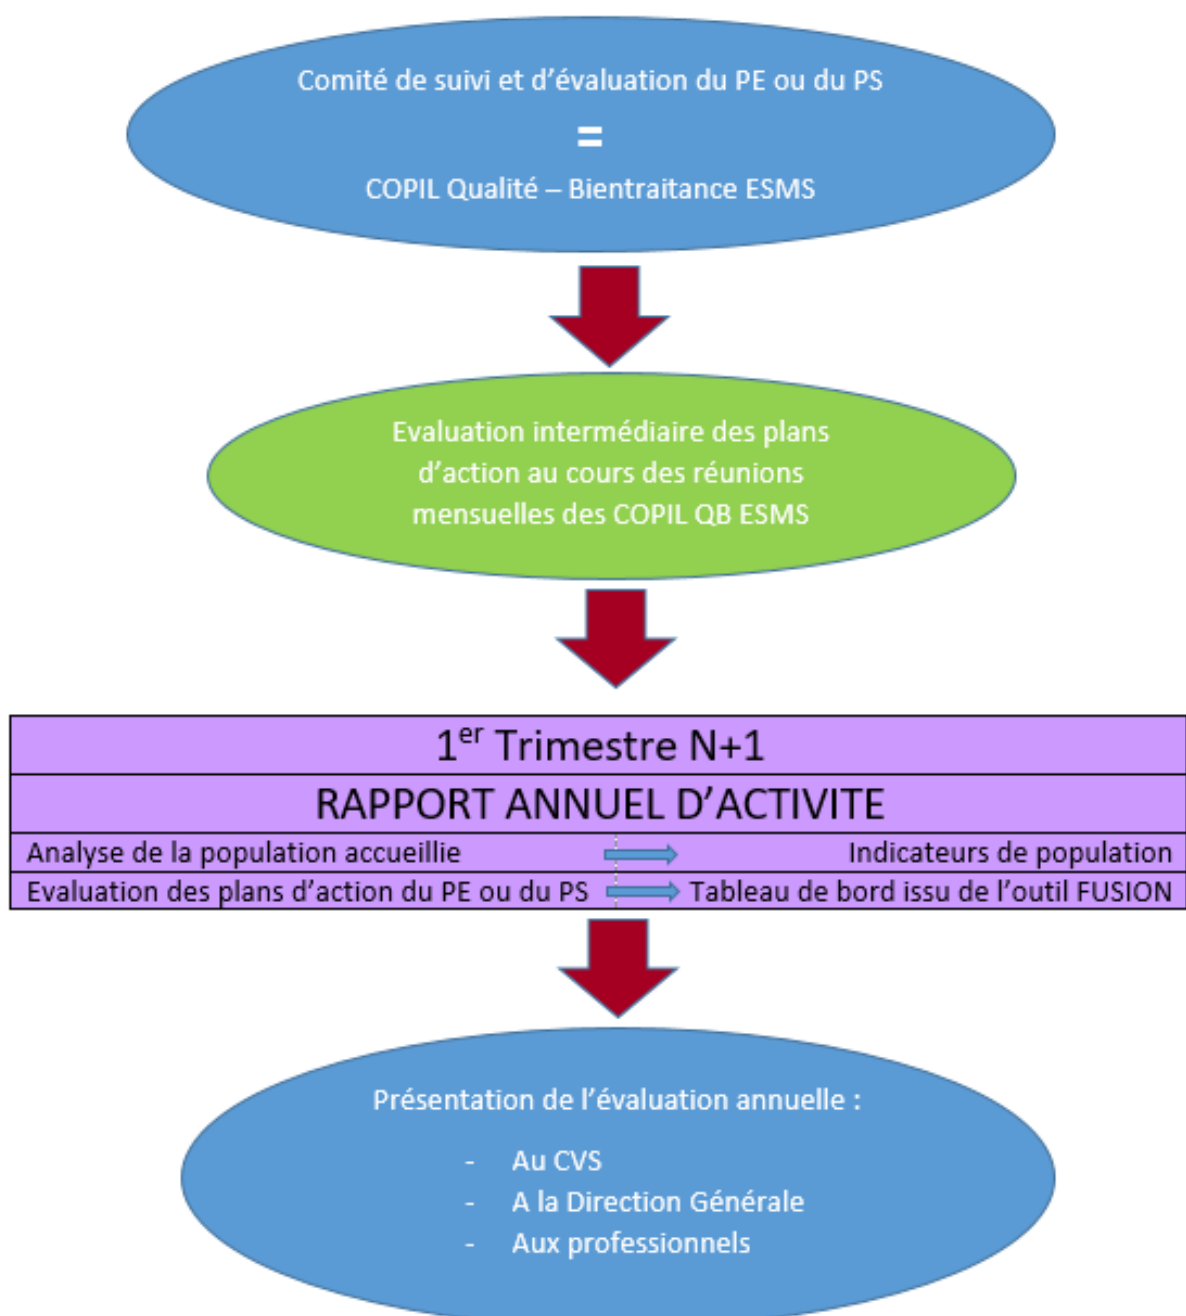 Comité de suivi et d’évaluation du PE ou du PS
=
COPIL Qualité – Bientraitance ESMS
Evaluation intermédiaire des plans
d’action au cours des réunions
mensuelles des COPIL QB ESMS
1er Trimestre N+1
RAPPORT ANNUEL D’ACTIVITE
Analyse de la population accueillie Indicateurs de population
Evaluation des plans d’action du PE ou du PS Tableau de bord issu de l’outil FUSION
Présentation de l’évaluation annuelle :
- Au CVS
- A la Direction Générale
- Aux professionnels